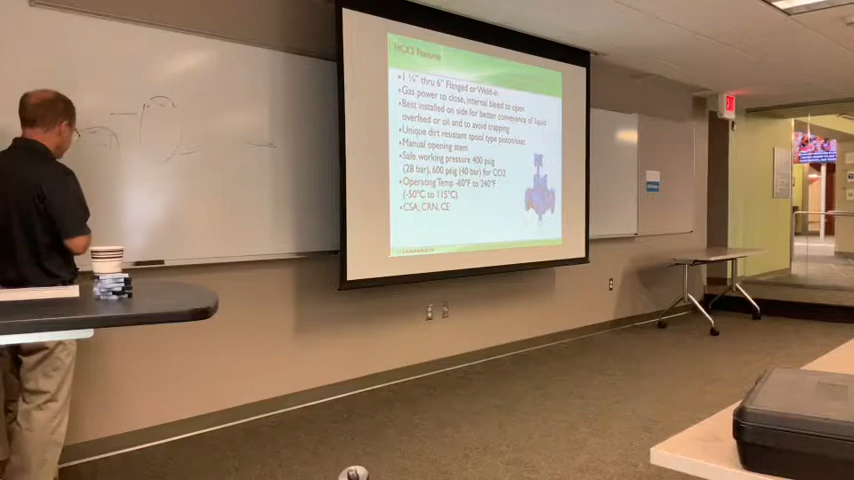 HCK2 Features
• 1 ¼" thru 6" Flanged or Weld-in
• Gas power to close, internal bleed to open
• Best installed on side for better conveyance of liquid
overfeed or oil and to avoid trapping
• Unique dirt resistant spool type piston/seat
• Manual opening stem
• Safe working pressure 400 psig
(28 bar), 600 psig (40 bar) for CO2
• Operating Temp -60°F to 240°F
(-50°C to 115°C)
• CSA, CRN, CE